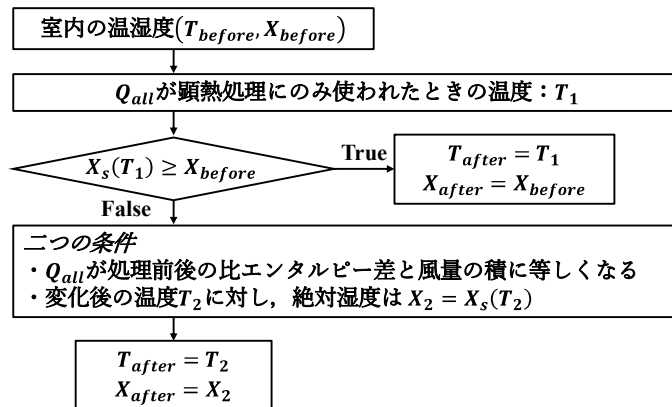 室内の温湿度(T_before, X_before)
Q_allが顕熱処理にのみ使われたときの温度：T_1
X_s(T_1) ≥ X_before
True
T_after = T_1
X_after = X_before
False
二つの条件
・Q_allが処理前後の比エンタルピー差と風量の積に等しくなる
・変化後の温度T_2に対し，絶対湿度は X_2 = X_s(T_2)
T_after = T_2
X_after = X_2